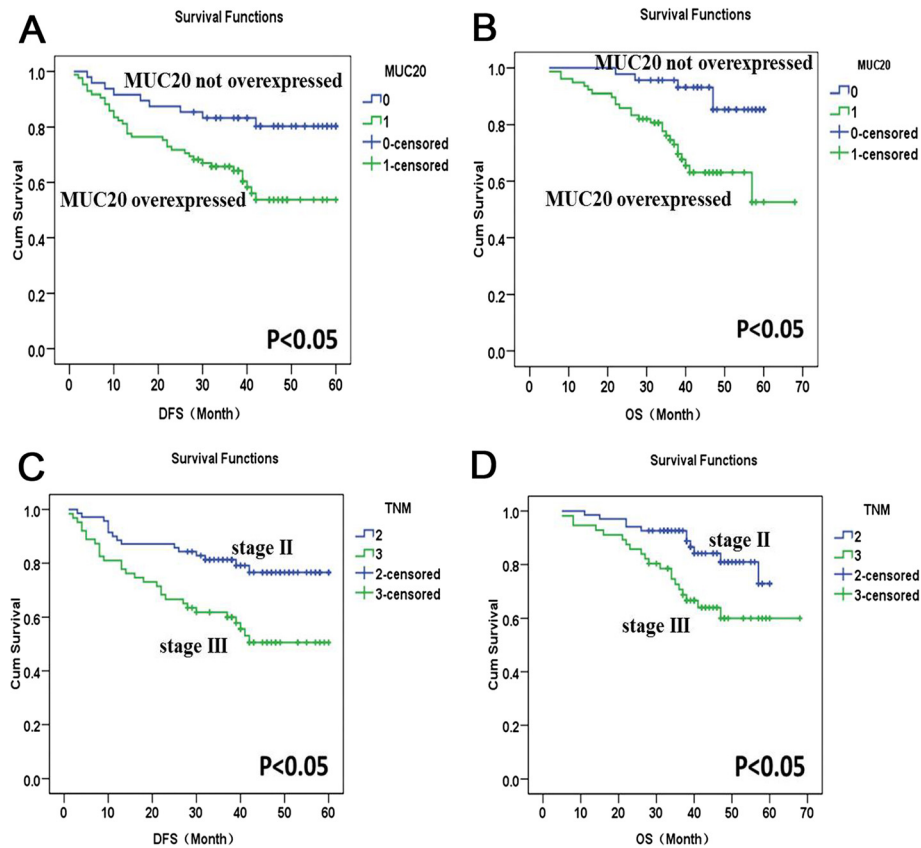 A
Survival Functions
MUC20 not overexpressed
MUC20 overexpressed
P<0.05
Cum Survival
1.0
0.8
0.6
0.4
0.2
0.0
0 10 20 30 40 50 60
DFS（Month）
MUC20
0
1
0-censored
1-censored
B
Survival Functions
MUC20 not overexpressed
MUC20 overexpressed
P<0.05
Cum Survival
1.0
0.8
0.6
0.4
0.2
0.0
0 10 20 30 40 50 60 70
OS（Month）
MUC20
0
1
0-censored
1-censored
C
Survival Functions
stage II
stage III
P<0.05
Cum Survival
1.0
0.8
0.6
0.4
0.2
0.0
0 10 20 30 40 50 60
DFS（Month）
TNM
2
3
2-censored
3-censored
D
Survival Functions
stage II
stage III
P<0.05
Cum Survival
1.0
0.8
0.6
0.4
0.2
0.0
0 10 20 30 40 50 60 70
OS（Month）
TNM
2
3
2-censored
3-censored